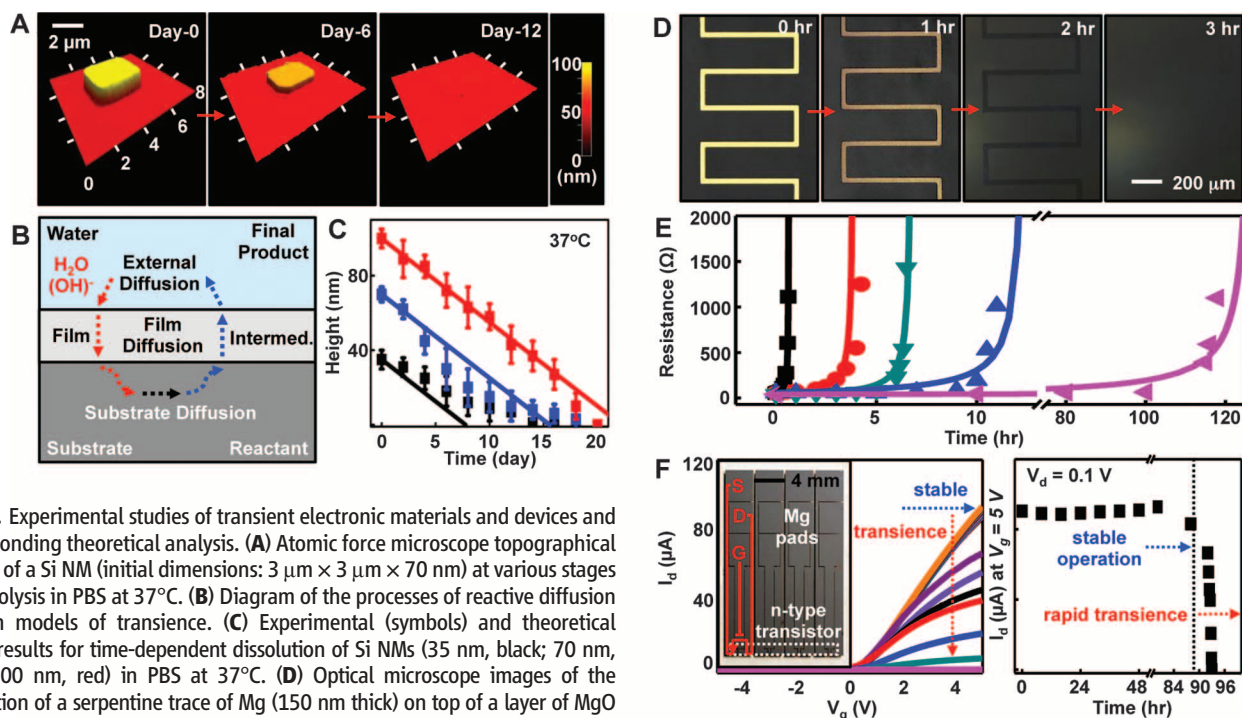 A
2 µm
Day-0
Day-6
Day-12
8
6
4
2
0
100
50
0
(nm)
B
Water
Final
Product
H2O
(OH)-
External
Diffusion
Film
Film
Diffusion
Intermed.
Substrate Diffusion
Substrate
Reactant
C
37°C
Height (nm)
80
40
0 5 10 15 20
Time (day)
D
0 hr
1 hr
2 hr
3 hr
200 µm
E
Resistance (Ω)
2000
1500
1000
500
0
0 5 10 80 100 120
Time (hr)
F
120
80
40
0
Id (µA)
S
D
G
4 mm
Mg
pads
n-type
transistor
stable
transience
-4 -2 0 2 4
Vg (V)
Id (µA) at Vg = 5 V
Vd = 0.1 V
stable
operation
rapid transience
0 24 48 84 90 96
Time (hr)
. Experimental studies of transient electronic materials and devices and
ponding theoretical analysis. (A) Atomic force microscope topographical
of a Si NM (initial dimensions: 3 µm × 3 µm × 70 nm) at various stages
olysis in PBS at 37°C. (B) Diagram of the processes of reactive diffusion
models of transience. (C) Experimental (symbols) and theoretical
results for time-dependent dissolution of Si NMs (35 nm, black; 70 nm,
00 nm, red) in PBS at 37°C. (D) Optical microscope images of the
tion of a serpentine trace of Mg (150 nm thick) on top of a layer of MgO